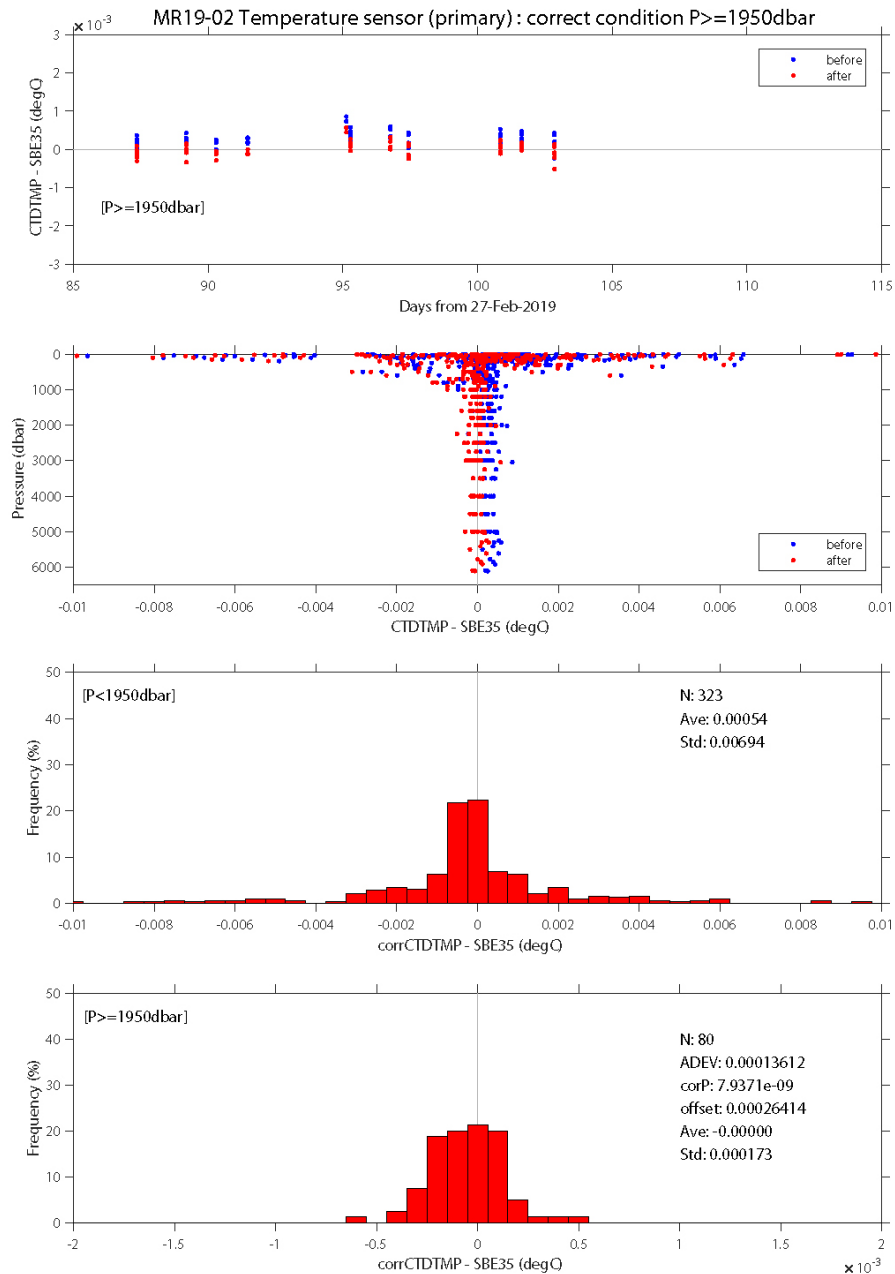 MR19-02 Temperature sensor (primary) : correct condition P>=1950dbar
× 10⁻³
3
2
1
0
-1
-2
-3
CTDTMP - SBE35 (degC)
before
after
[P>=1950dbar]
85 90 95 100 105 110 115
Days from 27-Feb-2019
0
1000
2000
3000
4000
5000
6000
Pressure (dbar)
before
after
-0.01 -0.008 -0.006 -0.004 -0.002 0 0.002 0.004 0.006 0.008 0.01
CTDTMP - SBE35 (degC)
50
40
30
20
10
0
Frequency (%)
[P<1950dbar]
N: 323
Ave: 0.00054
Std: 0.00694
-0.01 -0.008 -0.006 -0.004 -0.002 0 0.002 0.004 0.006 0.008 0.01
corrCTDTMP - SBE35 (degC)
50
40
30
20
10
0
Frequency (%)
[P>=1950dbar]
N: 80
ADEV: 0.00013612
corP: 7.9371e-09
offset: 0.00026414
Ave: -0.00000
Std: 0.000173
-2 -1.5 -1 -0.5 0 0.5 1 1.5 2
corrCTDTMP - SBE35 (degC)
× 10⁻³